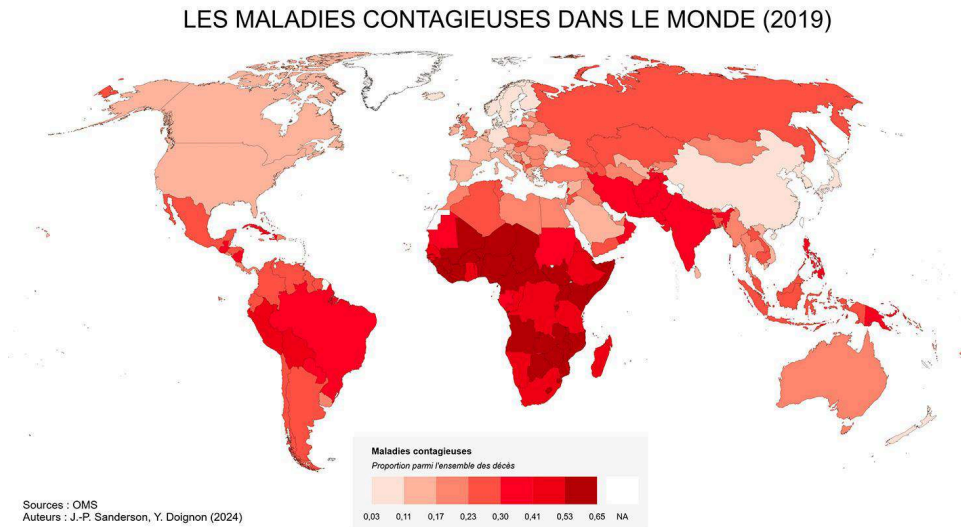 LES MALADIES CONTAGIEUSES DANS LE MONDE (2019)
Maladies contagieuses
Proportion parmi l'ensemble des décès
0,03 0,11 0,17 0,23 0,30 0,41 0,53 0,65 NA
Sources : OMS
Auteurs : J.-P. Sanderson, Y. Doignon (2024)